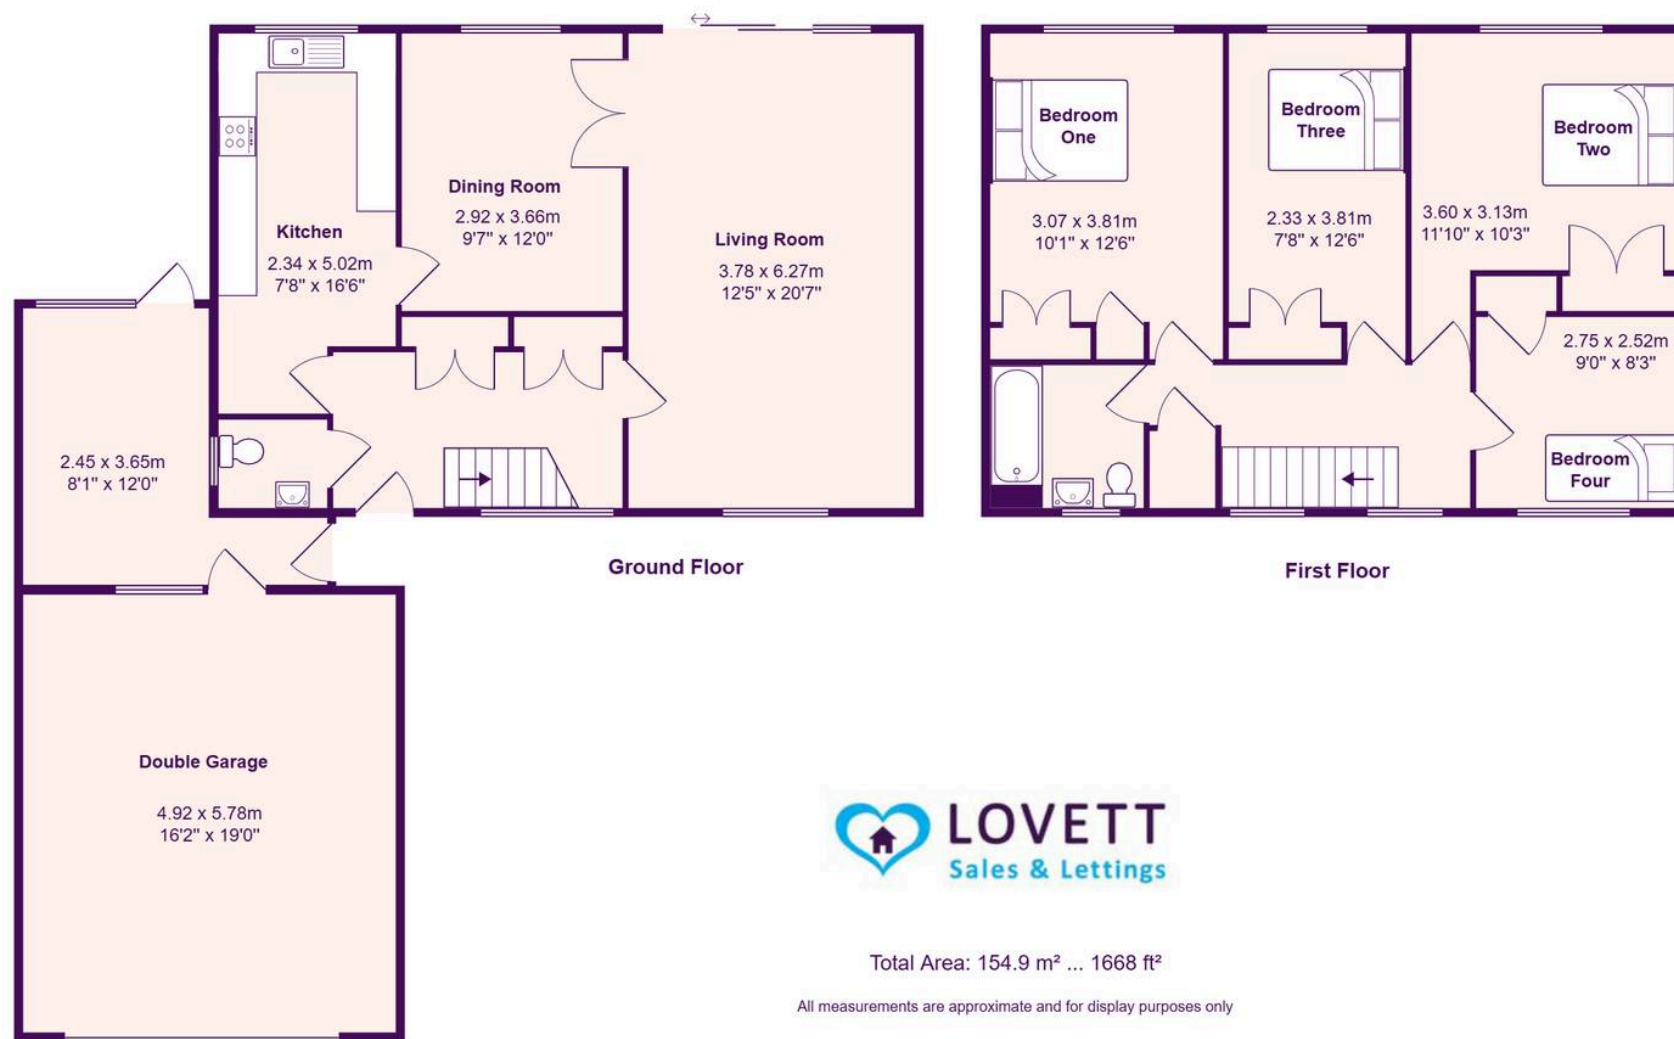 Kitchen
2.34 x 5.02m
7'8" x 16'6"
Dining Room
2.92 x 3.66m
9'7" x 12'0"
Living Room
3.78 x 6.27m
12'5" x 20'7"
2.45 x 3.65m
8'1" x 12'0"
Double Garage
4.92 x 5.78m
16'2" x 19'0"
Ground Floor
Bedroom
One
3.07 x 3.81m
10'1" x 12'6"
Bedroom
Three
2.33 x 3.81m
7'8" x 12'6"
Bedroom
Two
3.60 x 3.13m
11'10" x 10'3"
2.75 x 2.52m
9'0" x 8'3"
Bedroom
Four
First Floor
LOVETT
Sales & Lettings
Total Area: 154.9 m² ... 1668 ft²
All measurements are approximate and for display purposes only